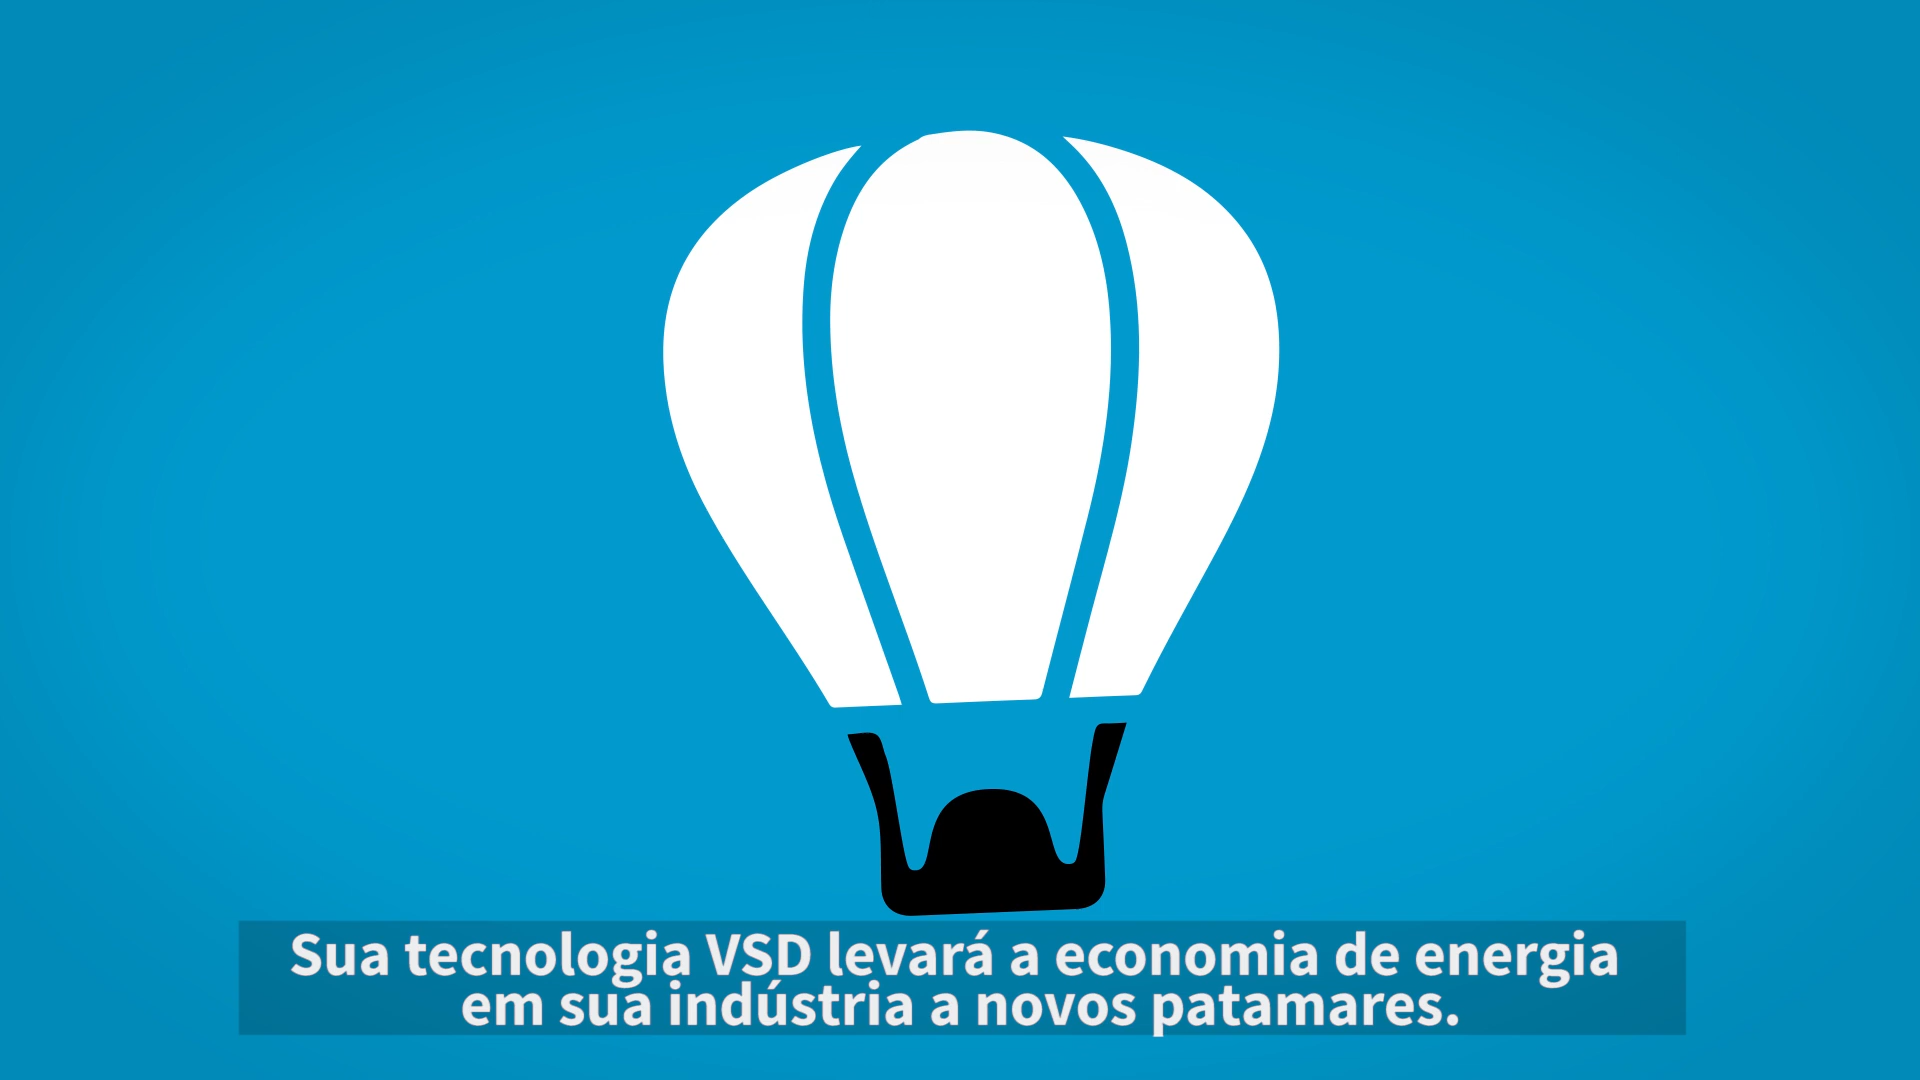 Sua tecnologia VSD levará a economia de energia
em sua indústria a novos patamares.